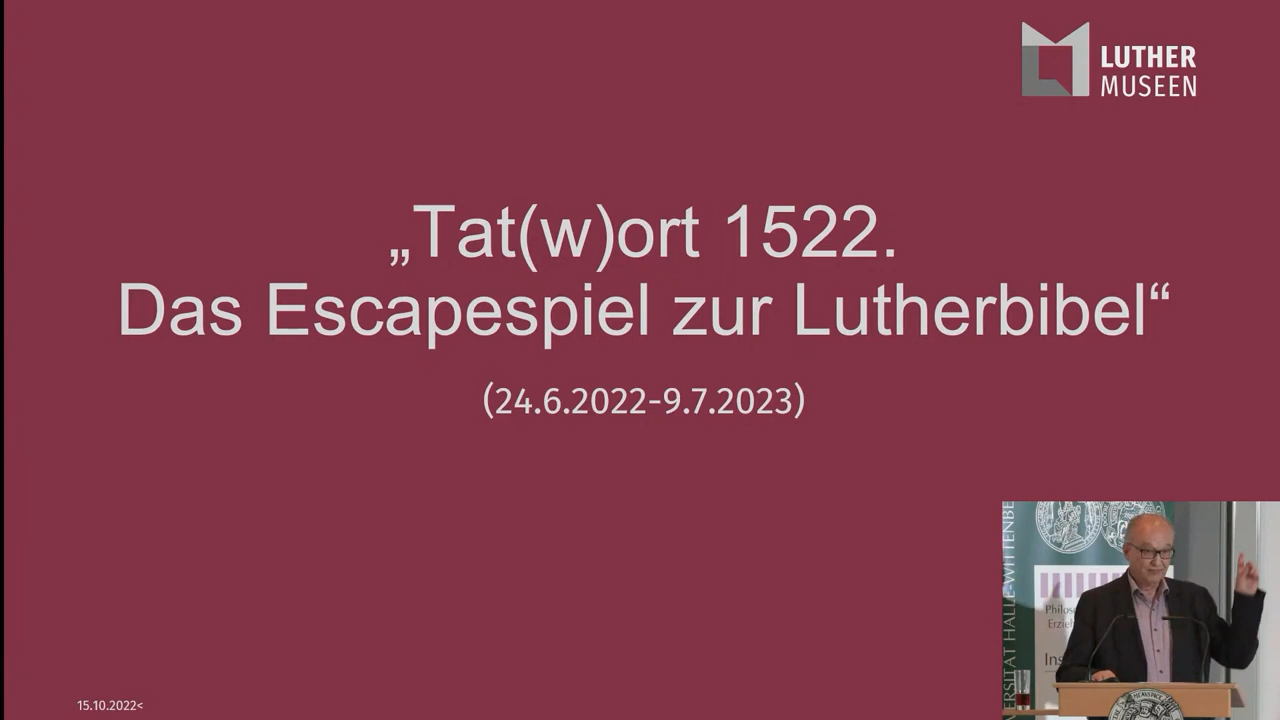 LUTHER
MUSEEN
„Tat(w)ort 1522.
Das Escapespiel zur Lutherbibel“
(24.6.2022-9.7.2023)
15.10.2022<